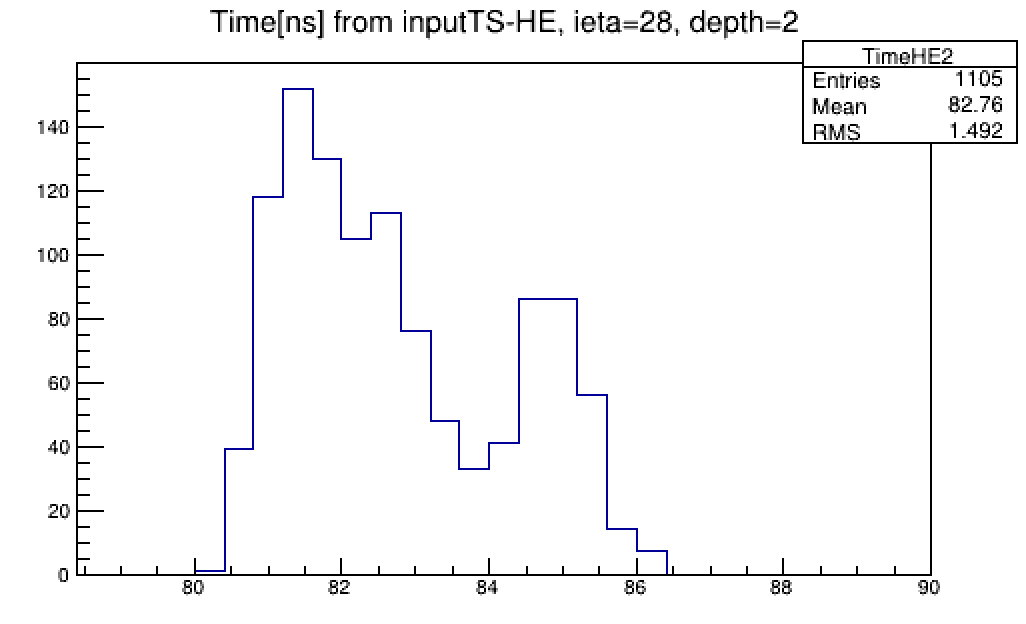 Time[ns] from inputTS-HE, ieta=28, depth=2
TimeHE2
Entries 1105
Mean 82.76
RMS 1.492
140
120
100
80
60
40
20
0
80 82 84 86 88 90